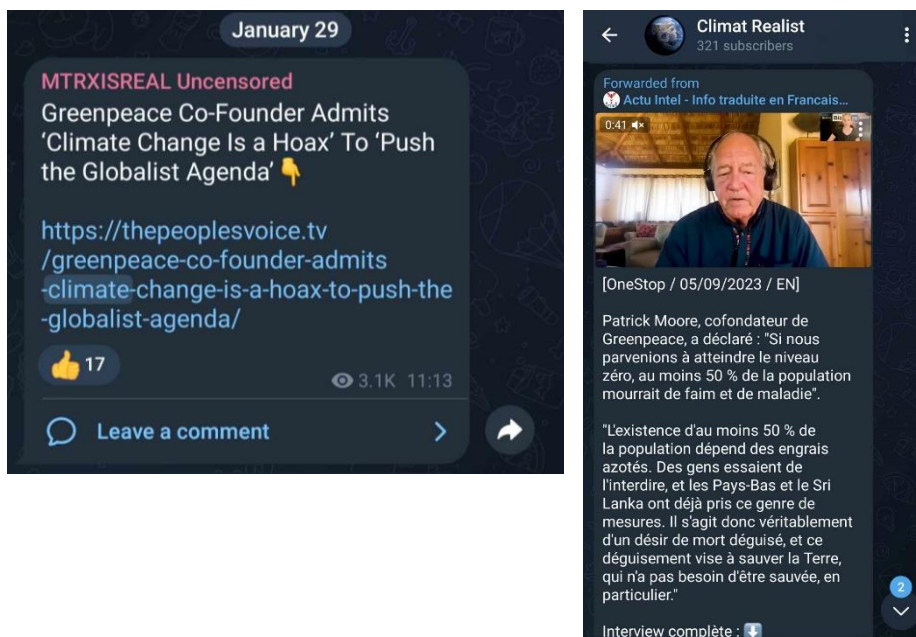 January 29
MTRXISREAL Uncensored
Greenpeace Co-Founder Admits
‘Climate Change Is a Hoax’ To ‘Push
the Globalist Agenda’👇
https://thepeoplesvoice.tv
/greenpeace-co-founder-admits
-climate-change-is-a-hoax-to-push-the
-globalist-agenda/
👍 17
3.1K 11:13
Leave a comment
Climat Realist
321 subscribers
Forwarded from
Actu Intel - Info traduite en Francais...
0:41
[OneStop / 05/09/2023 / EN]
Patrick Moore, cofondateur de
Greenpeace, a déclaré : "Si nous
parvenions à atteindre le niveau
zéro, au moins 50 % de la population
mourrait de faim et de maladie".
"L'existence d'au moins 50 % de
la population dépend des engrais
azotés. Des gens essaient de
l'interdire, et les Pays-Bas et le Sri
Lanka ont déjà pris ce genre de
mesures. Il s'agit donc véritablement
d'un désir de mort déguisé, et ce
déguisement vise à sauver la Terre,
qui n'a pas besoin d'être sauvée, en
particulier."
2
Interview complète : ⬇️